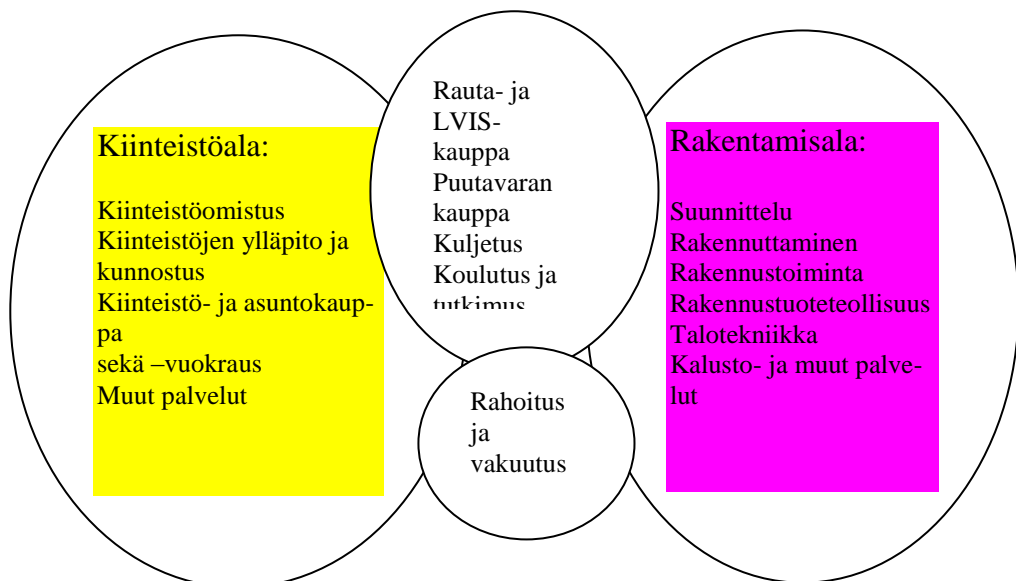 Kiinteistöala:
Kiinteistöomistus
Kiinteistöjen ylläpito ja
kunnostus
Kiinteistö- ja asuntokaup-
pa
sekä –vuokraus
Muut palvelut
Rauta- ja
LVIS-
kauppa
Puutavaran
kauppa
Kuljetus
Koulutus ja
tutkimus
Rahoitus
ja
vakuutus
Rakentamisala:
Suunnittelu
Rakennuttaminen
Rakennustoiminta
Rakennustuoteteollisuus
Talotekniikka
Kalusto- ja muut palve-
lut